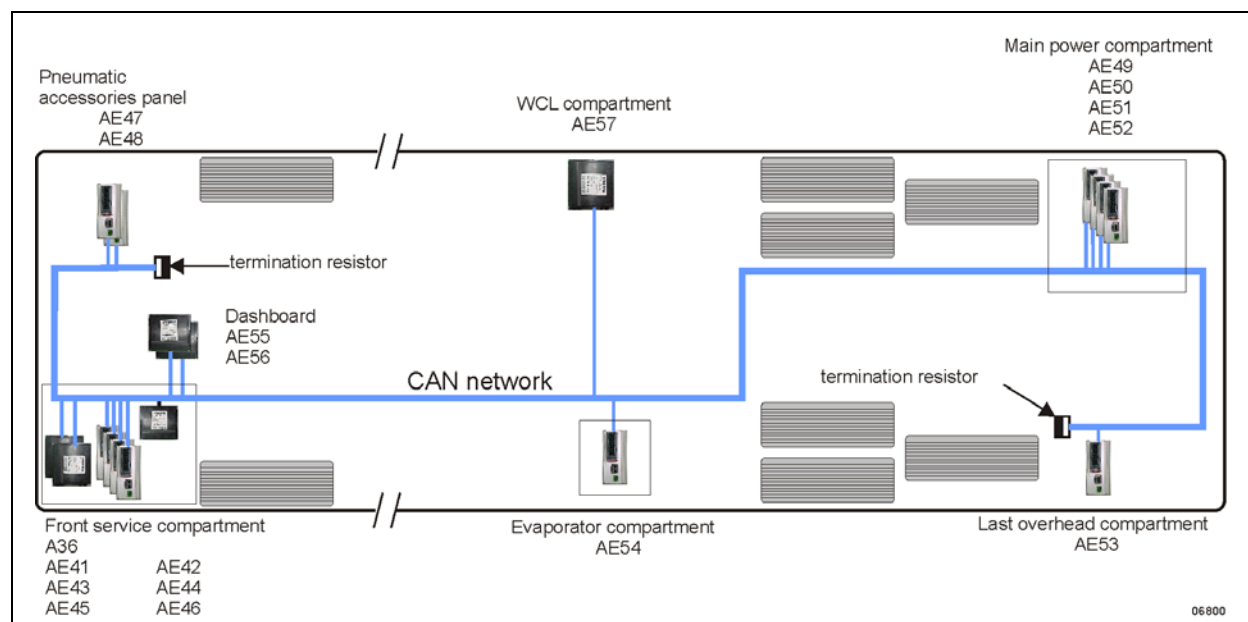 Main power compartment
AE49
AE50
AE51
AE52
Pneumatic
accessories panel
AE47
AE48
WCL compartment
AE57
termination resistor
Dashboard
AE55
AE56
CAN network
termination resistor
Front service compartment
A36
AE41 AE42
AE43 AE44
AE45 AE46
Evaporator compartment
AE54
Last overhead compartment
AE53
06800